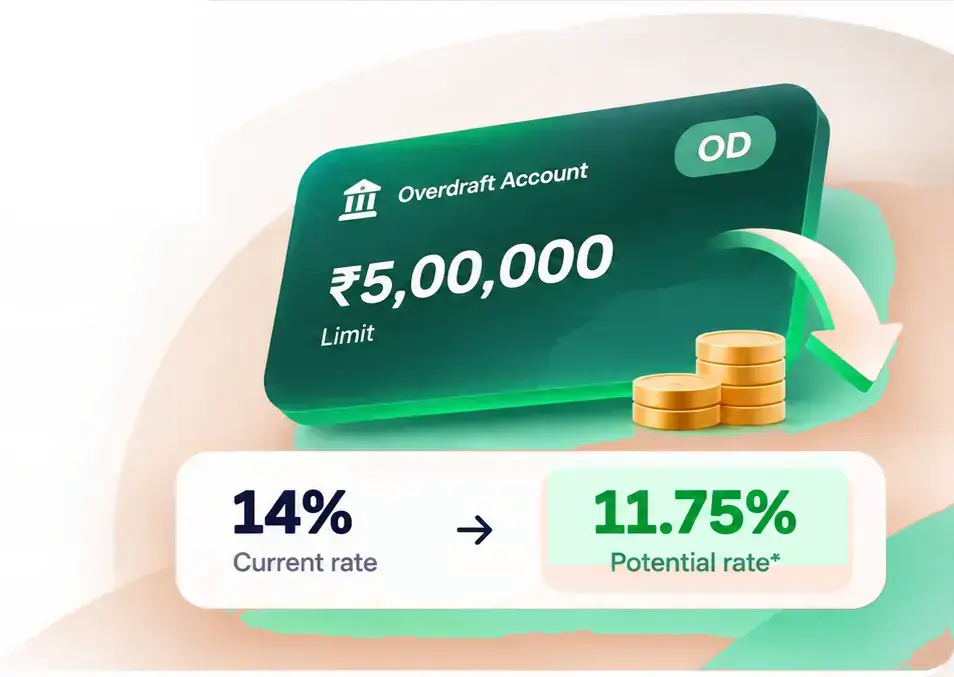 Overdraft Account
OD
₹5,00,000
Limit
14%
Current rate
→
11.75%
Potential rate*